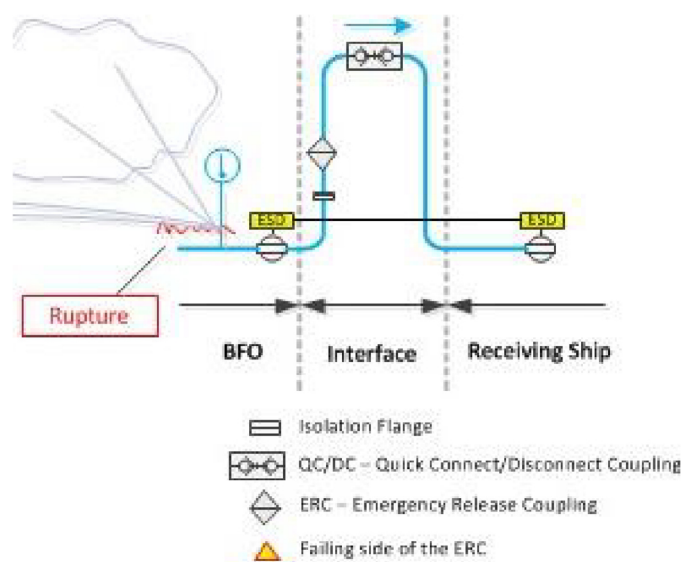 ESD
ESD
Rupture
BFO
Interface
Receiving Ship
Isolation Flange
QC/DC – Quick Connect/Disconnect Coupling
ERC – Emergency Release Coupling
Failing side of the ERC